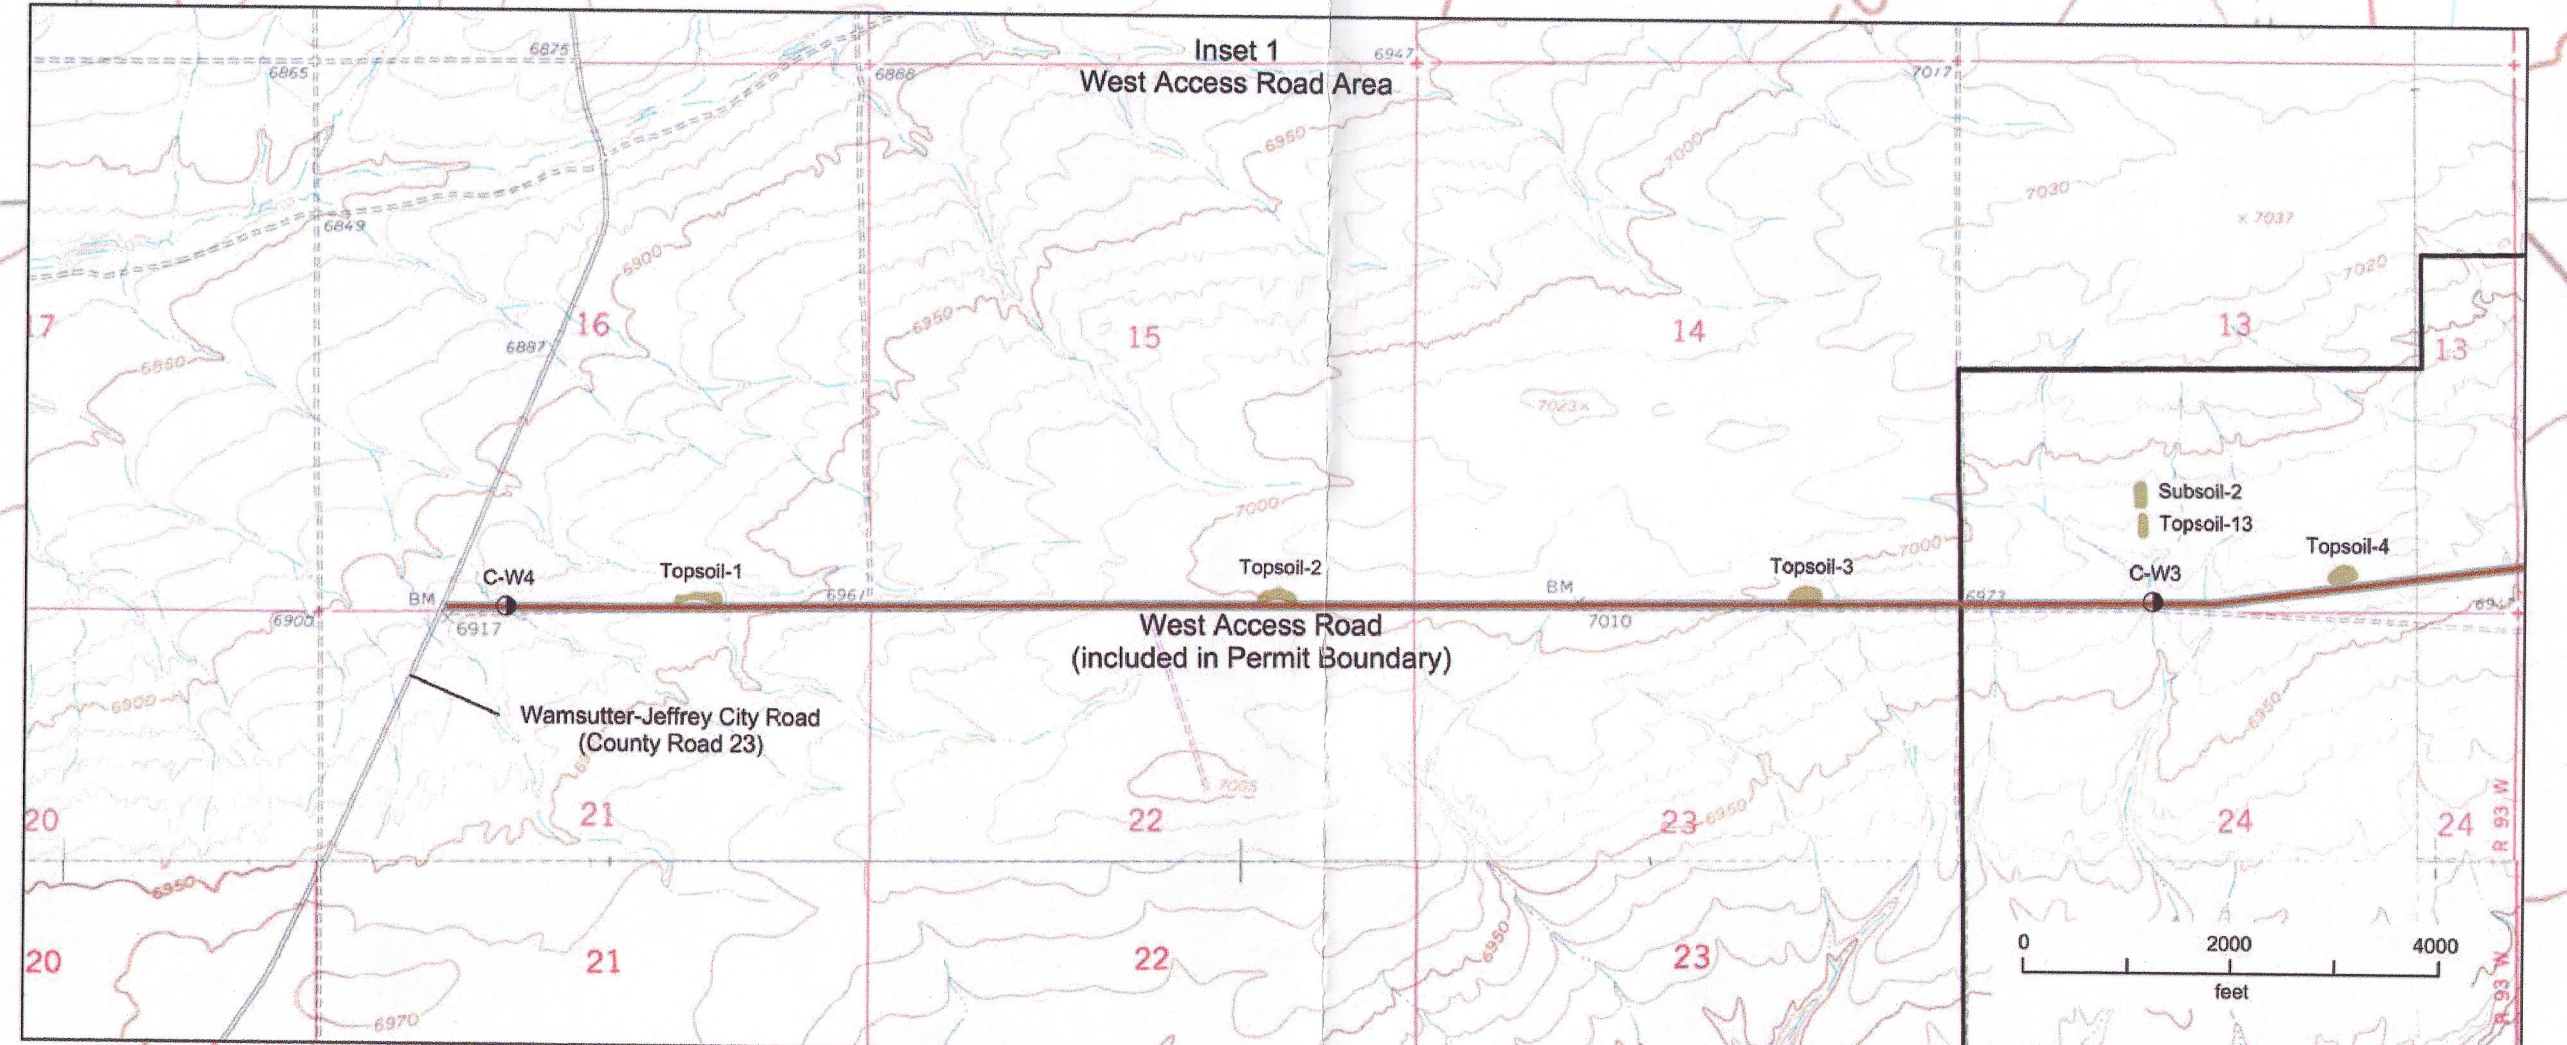 Inset 1
West Access Road Area
6875
6865
6868
6947
7017
6950
7000
7030
× 7037
6849
6900
7020
17
16
15
14
13
13
6887
6950
6850
7023×
Subsoil-2
7000
Topsoil-13
7000
Topsoil-4
C-W4
Topsoil-1
Topsoil-2
Topsoil-3
C-W3
BM
6961
BM
6973
6900
6917
West Access Road
7010
(included in Permit Boundary)
6900
Wamsutter-Jeffrey City Road
(County Road 23)
6950
7005
R 93 W
20
21
22
23
6950
24
24
6950
6950
0 2000 4000
feet
20
21
22
23
R 93 W
6970